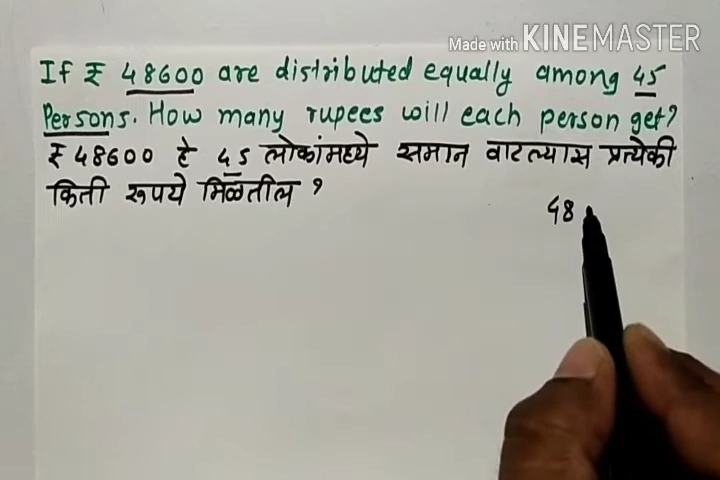 Made with KINEMASTER
If ₹ 48600 are distributed equally among 45
Persons. How many rupees will each person get?
₹ 48600 हे 45 लोकांमध्ये समान वाटल्यास प्रत्येकी
किती रूपये मिळतील ?
48